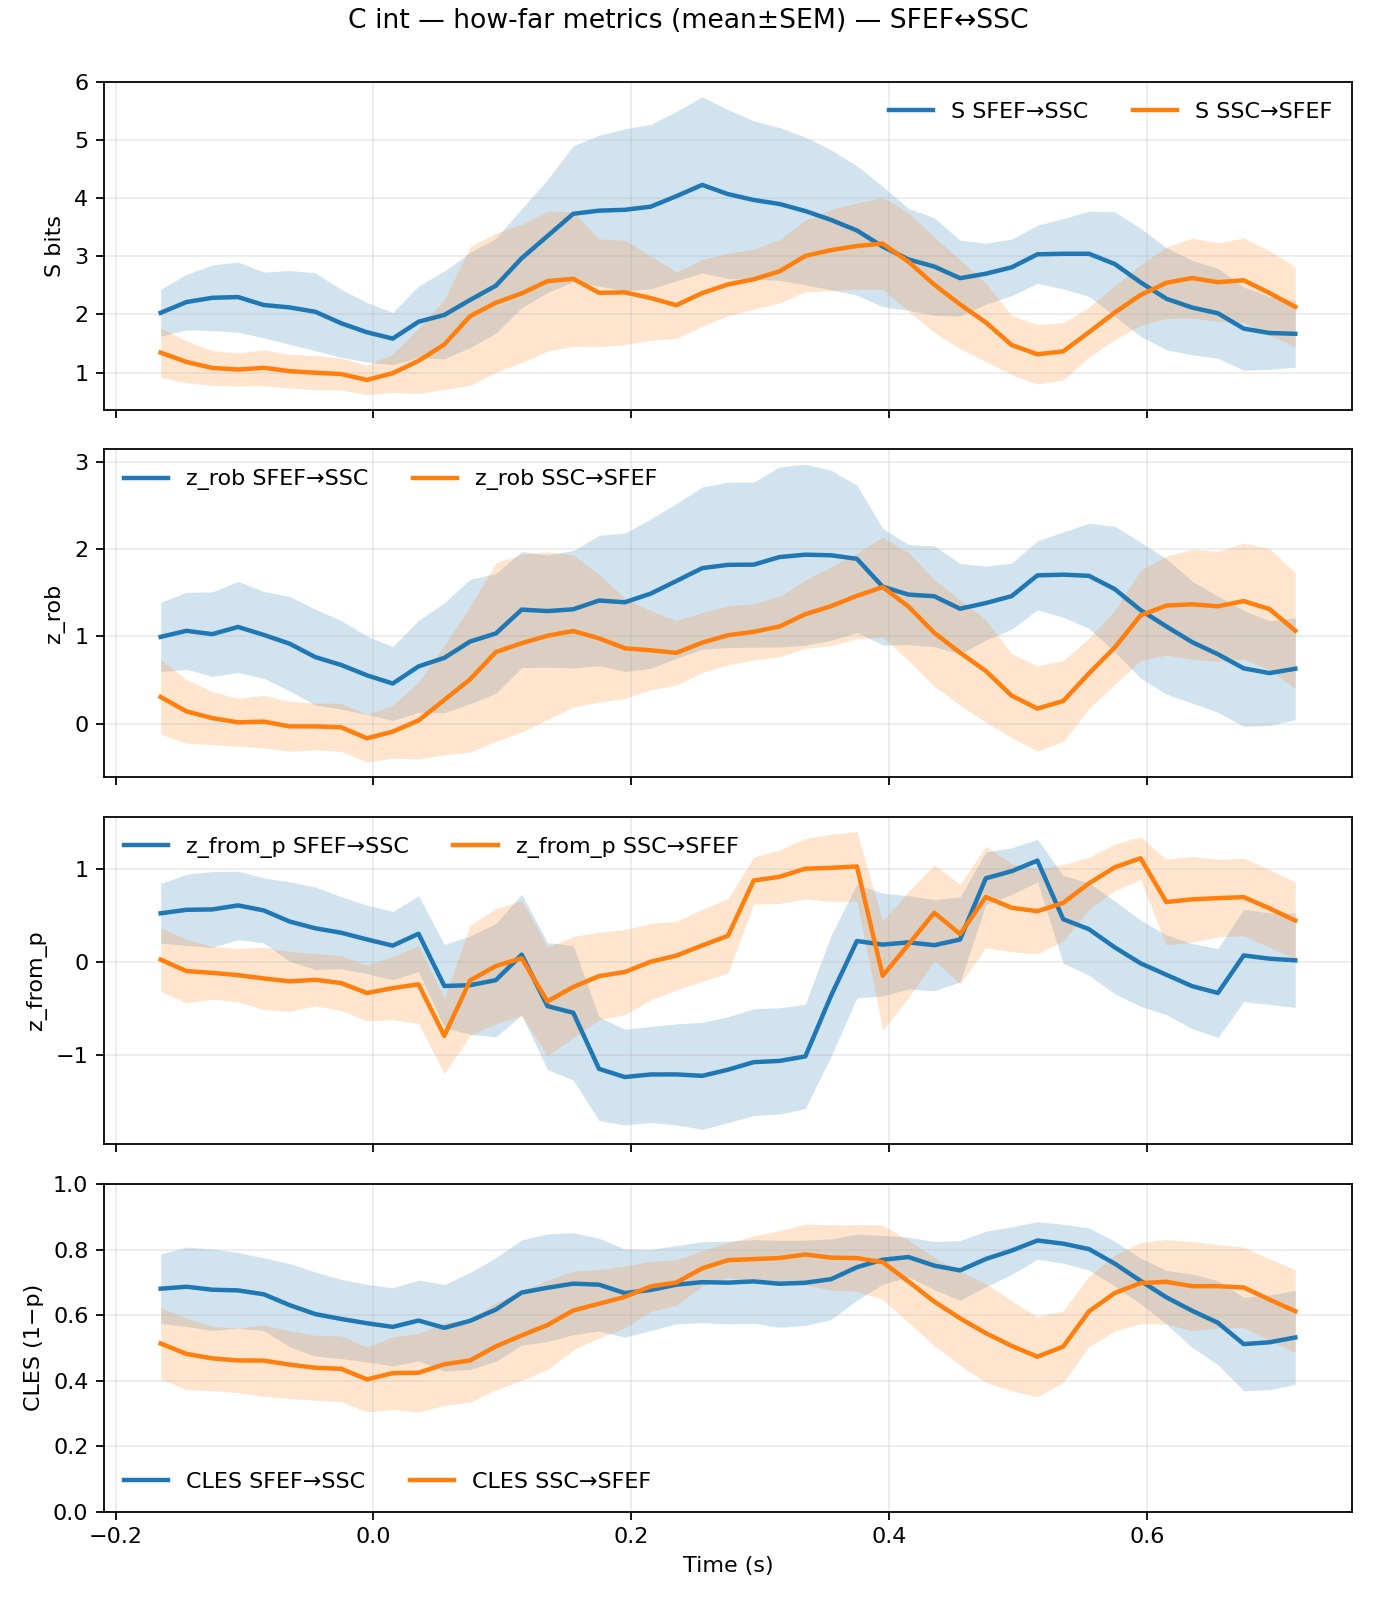 C int — how-far metrics (mean±SEM) — SFEF↔SSC
S SFEF→SSC S SSC→SFEF
S bits
6
5
4
3
2
1
z_rob SFEF→SSC z_rob SSC→SFEF
z_rob
3
2
1
0
z_from_p SFEF→SSC z_from_p SSC→SFEF
z_from_p
1
0
−1
CLES (1−p)
1.0
0.8
0.6
0.4
0.2
0.0
CLES SFEF→SSC CLES SSC→SFEF
−0.2 0.0 0.2 0.4 0.6
Time (s)